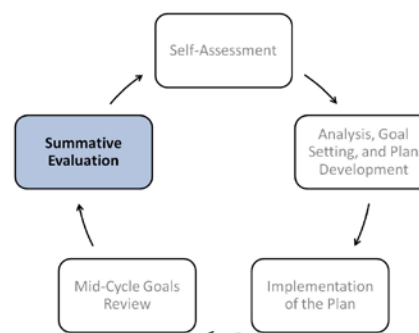 Self-Assessment
Analysis, Goal
Setting, and Plan
Development
Implementation
of the Plan
Mid-Cycle Goals
Review
Summative
Evaluation